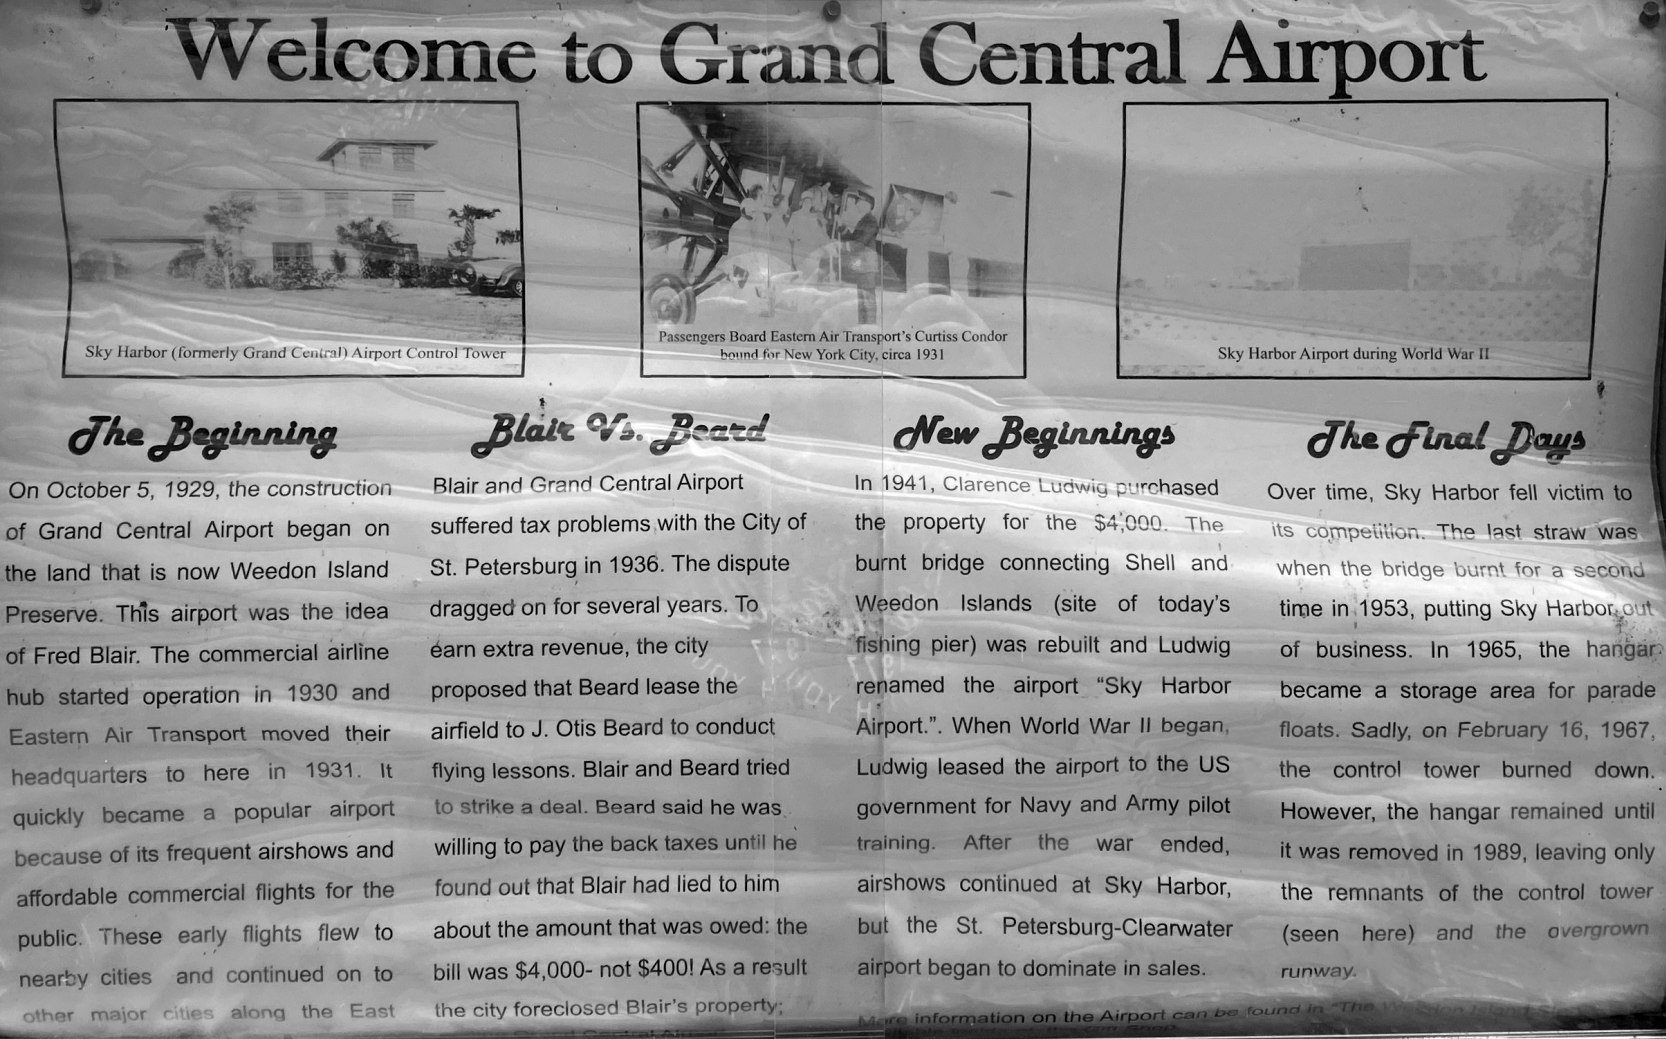 Welcome to Grand Central Airport
Sky Harbor (formerly Grand Central) Airport Control Tower
Passengers Board Eastern Air Transport's Curtiss Condor
bound for New York City, circa 1931
Sky Harbor Airport during World War II
The Beginning
On October 5, 1929, the construction
of Grand Central Airport began on
the land that is now Weedon Island
Preserve. This airport was the idea
of Fred Blair. The commercial airline
hub started operation in 1930 and
Eastern Air Transport moved their
headquarters to here in 1931. It
quickly became a popular airport
because of its frequent airshows and
affordable commercial flights for the
public. These early flights flew to
nearby cities and continued on to
other major cities along the East
Blair Vs. Beard
Blair and Grand Central Airport
suffered tax problems with the City of
St. Petersburg in 1936. The dispute
dragged on for several years. To
earn extra revenue, the city
proposed that Beard lease the
airfield to J. Otis Beard to conduct
flying lessons. Blair and Beard tried
to strike a deal. Beard said he was
willing to pay the back taxes until he
found out that Blair had lied to him
about the amount that was owed: the
bill was $4,000- not $400! As a result
the city foreclosed Blair's property;
Grand Central Airport
New Beginnings
In 1941, Clarence Ludwig purchased
the property for the $4,000. The
burnt bridge connecting Shell and
Weedon Islands (site of today's
fishing pier) was rebuilt and Ludwig
renamed the airport "Sky Harbor
Airport.". When World War II began,
Ludwig leased the airport to the US
government for Navy and Army pilot
training. After the war ended,
airshows continued at Sky Harbor,
but the St. Petersburg-Clearwater
airport began to dominate in sales.
More information on the Airport can be found in "The
The Final Days
Over time, Sky Harbor fell victim to
its competition. The last straw was
when the bridge burnt for a second
time in 1953, putting Sky Harbor out
of business. In 1965, the hangar
became a storage area for parade
floats. Sadly, on February 16, 1967,
the control tower burned down.
However, the hangar remained until
it was removed in 1989, leaving only
the remnants of the control tower
(seen here) and the overgrown
runway.